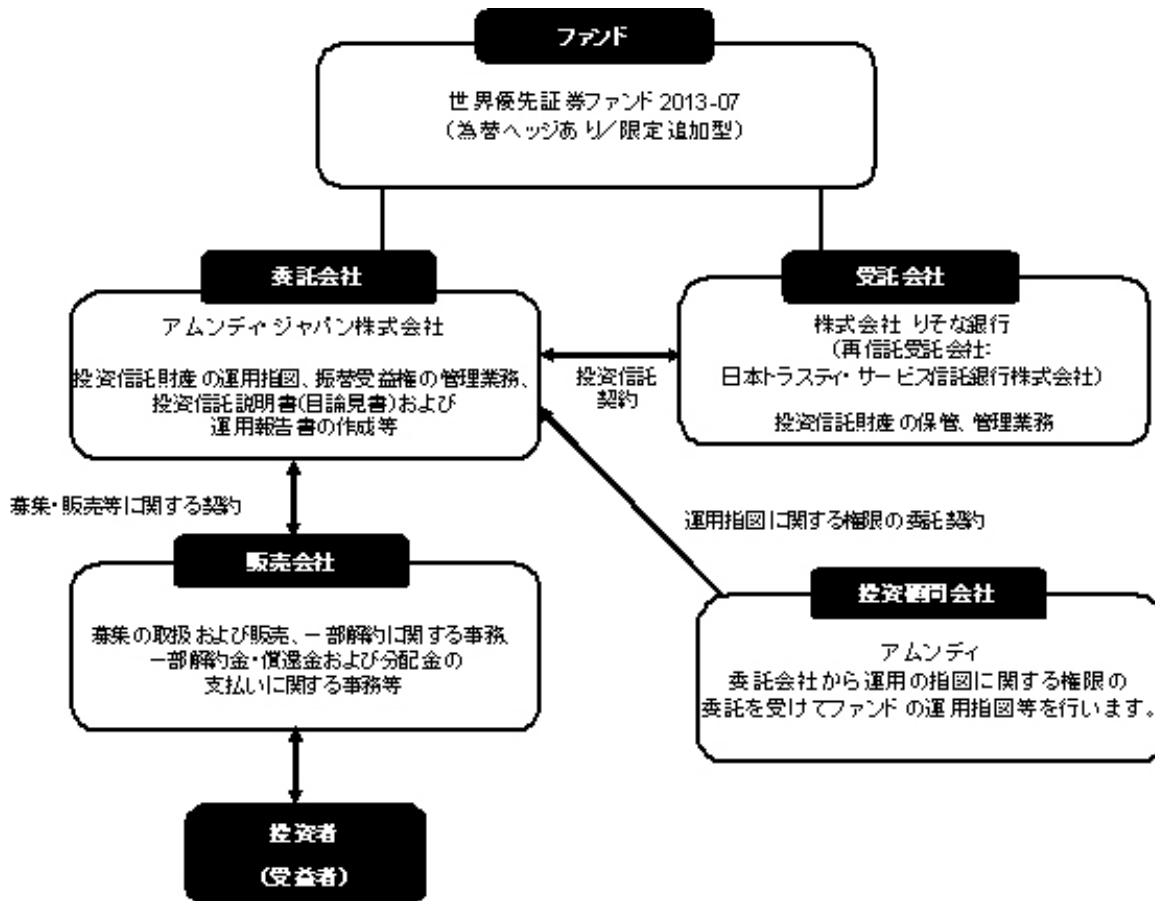 ファンド
世界優先証券ファンド 2013-07
(為替ヘッジあり/限定追加型)
委託会社
アムンディ・ジャパン株式会社
投資信託財産の運用指図、振替受益権の管理業務、
投資信託説明書(目論見書)および
運用報告書の作成等
受託会社
株式会社 りそな銀行
(再信託受託会社:
日本トラスティ・サービス信託銀行株式会社)
投資信託財産の保管、管理業務
投資信託
契約
募集・販売等に関する契約
運用指図に関する権限の委託契約
販売会社
募集の取扱および販売、一部解約に関する事務、
一部解約金・償還金および分配金の
支払いに関する事務等
投資顧問会社
アムンディ
委託会社から運用の指図に関する権限の
委託を受けてファンドの運用指図等を行います。
投資者
(受益者)